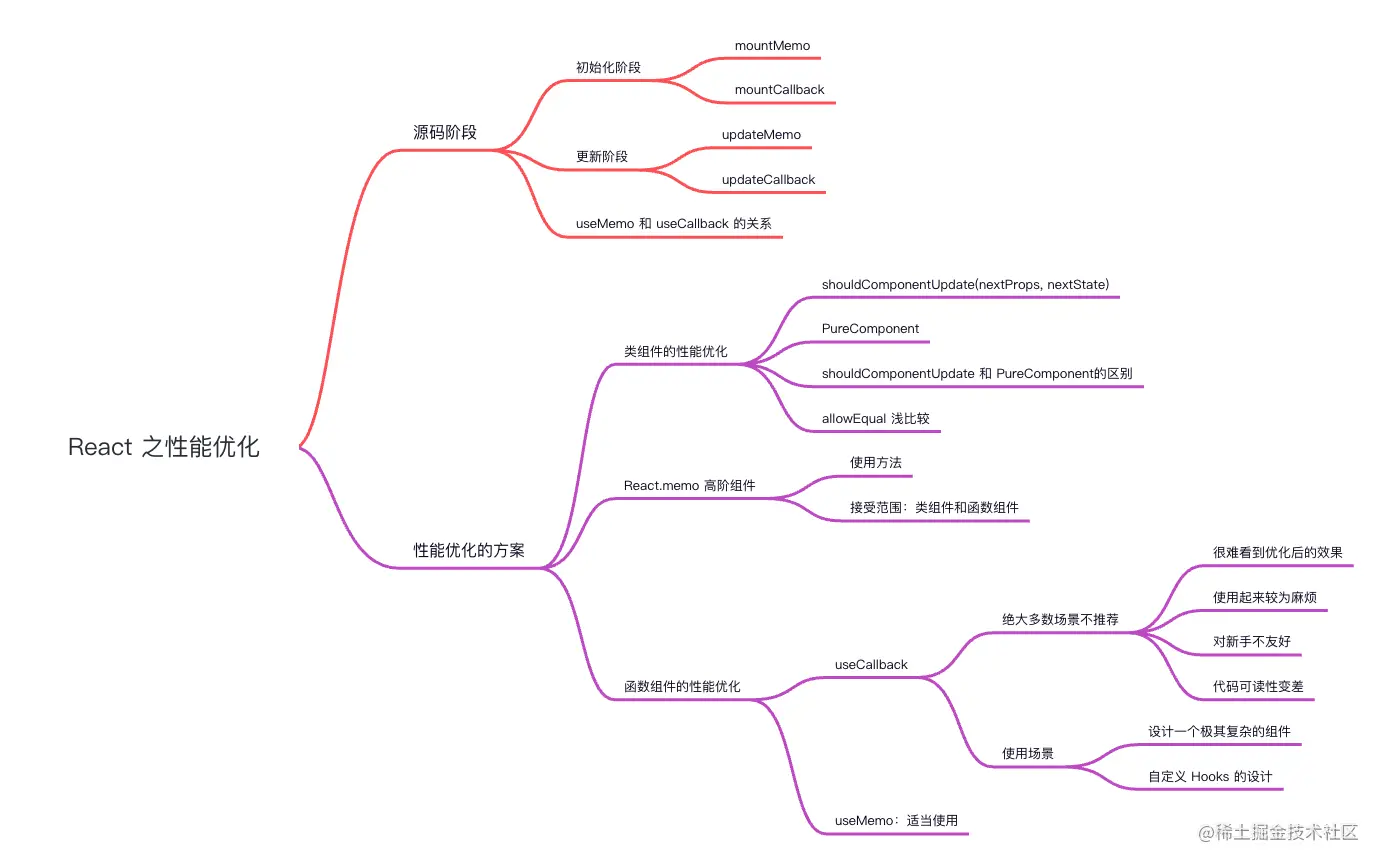 React 之性能优化
源码阶段
初始化阶段
mountMemo
mountCallback
更新阶段
updateMemo
updateCallback
useMemo 和 useCallback 的关系
性能优化的方案
类组件的性能优化
shouldComponentUpdate(nextProps, nextState)
PureComponent
shouldComponentUpdate 和 PureComponent的区别
allowEqual 浅比较
React.memo 高阶组件
使用方法
接受范围：类组件和函数组件
函数组件的性能优化
useCallback
绝大多数场景不推荐
很难看到优化后的效果
使用起来较为麻烦
对新手不友好
代码可读性变差
使用场景
设计一个极其复杂的组件
自定义 Hooks 的设计
useMemo：适当使用
@稀土掘金技术社区